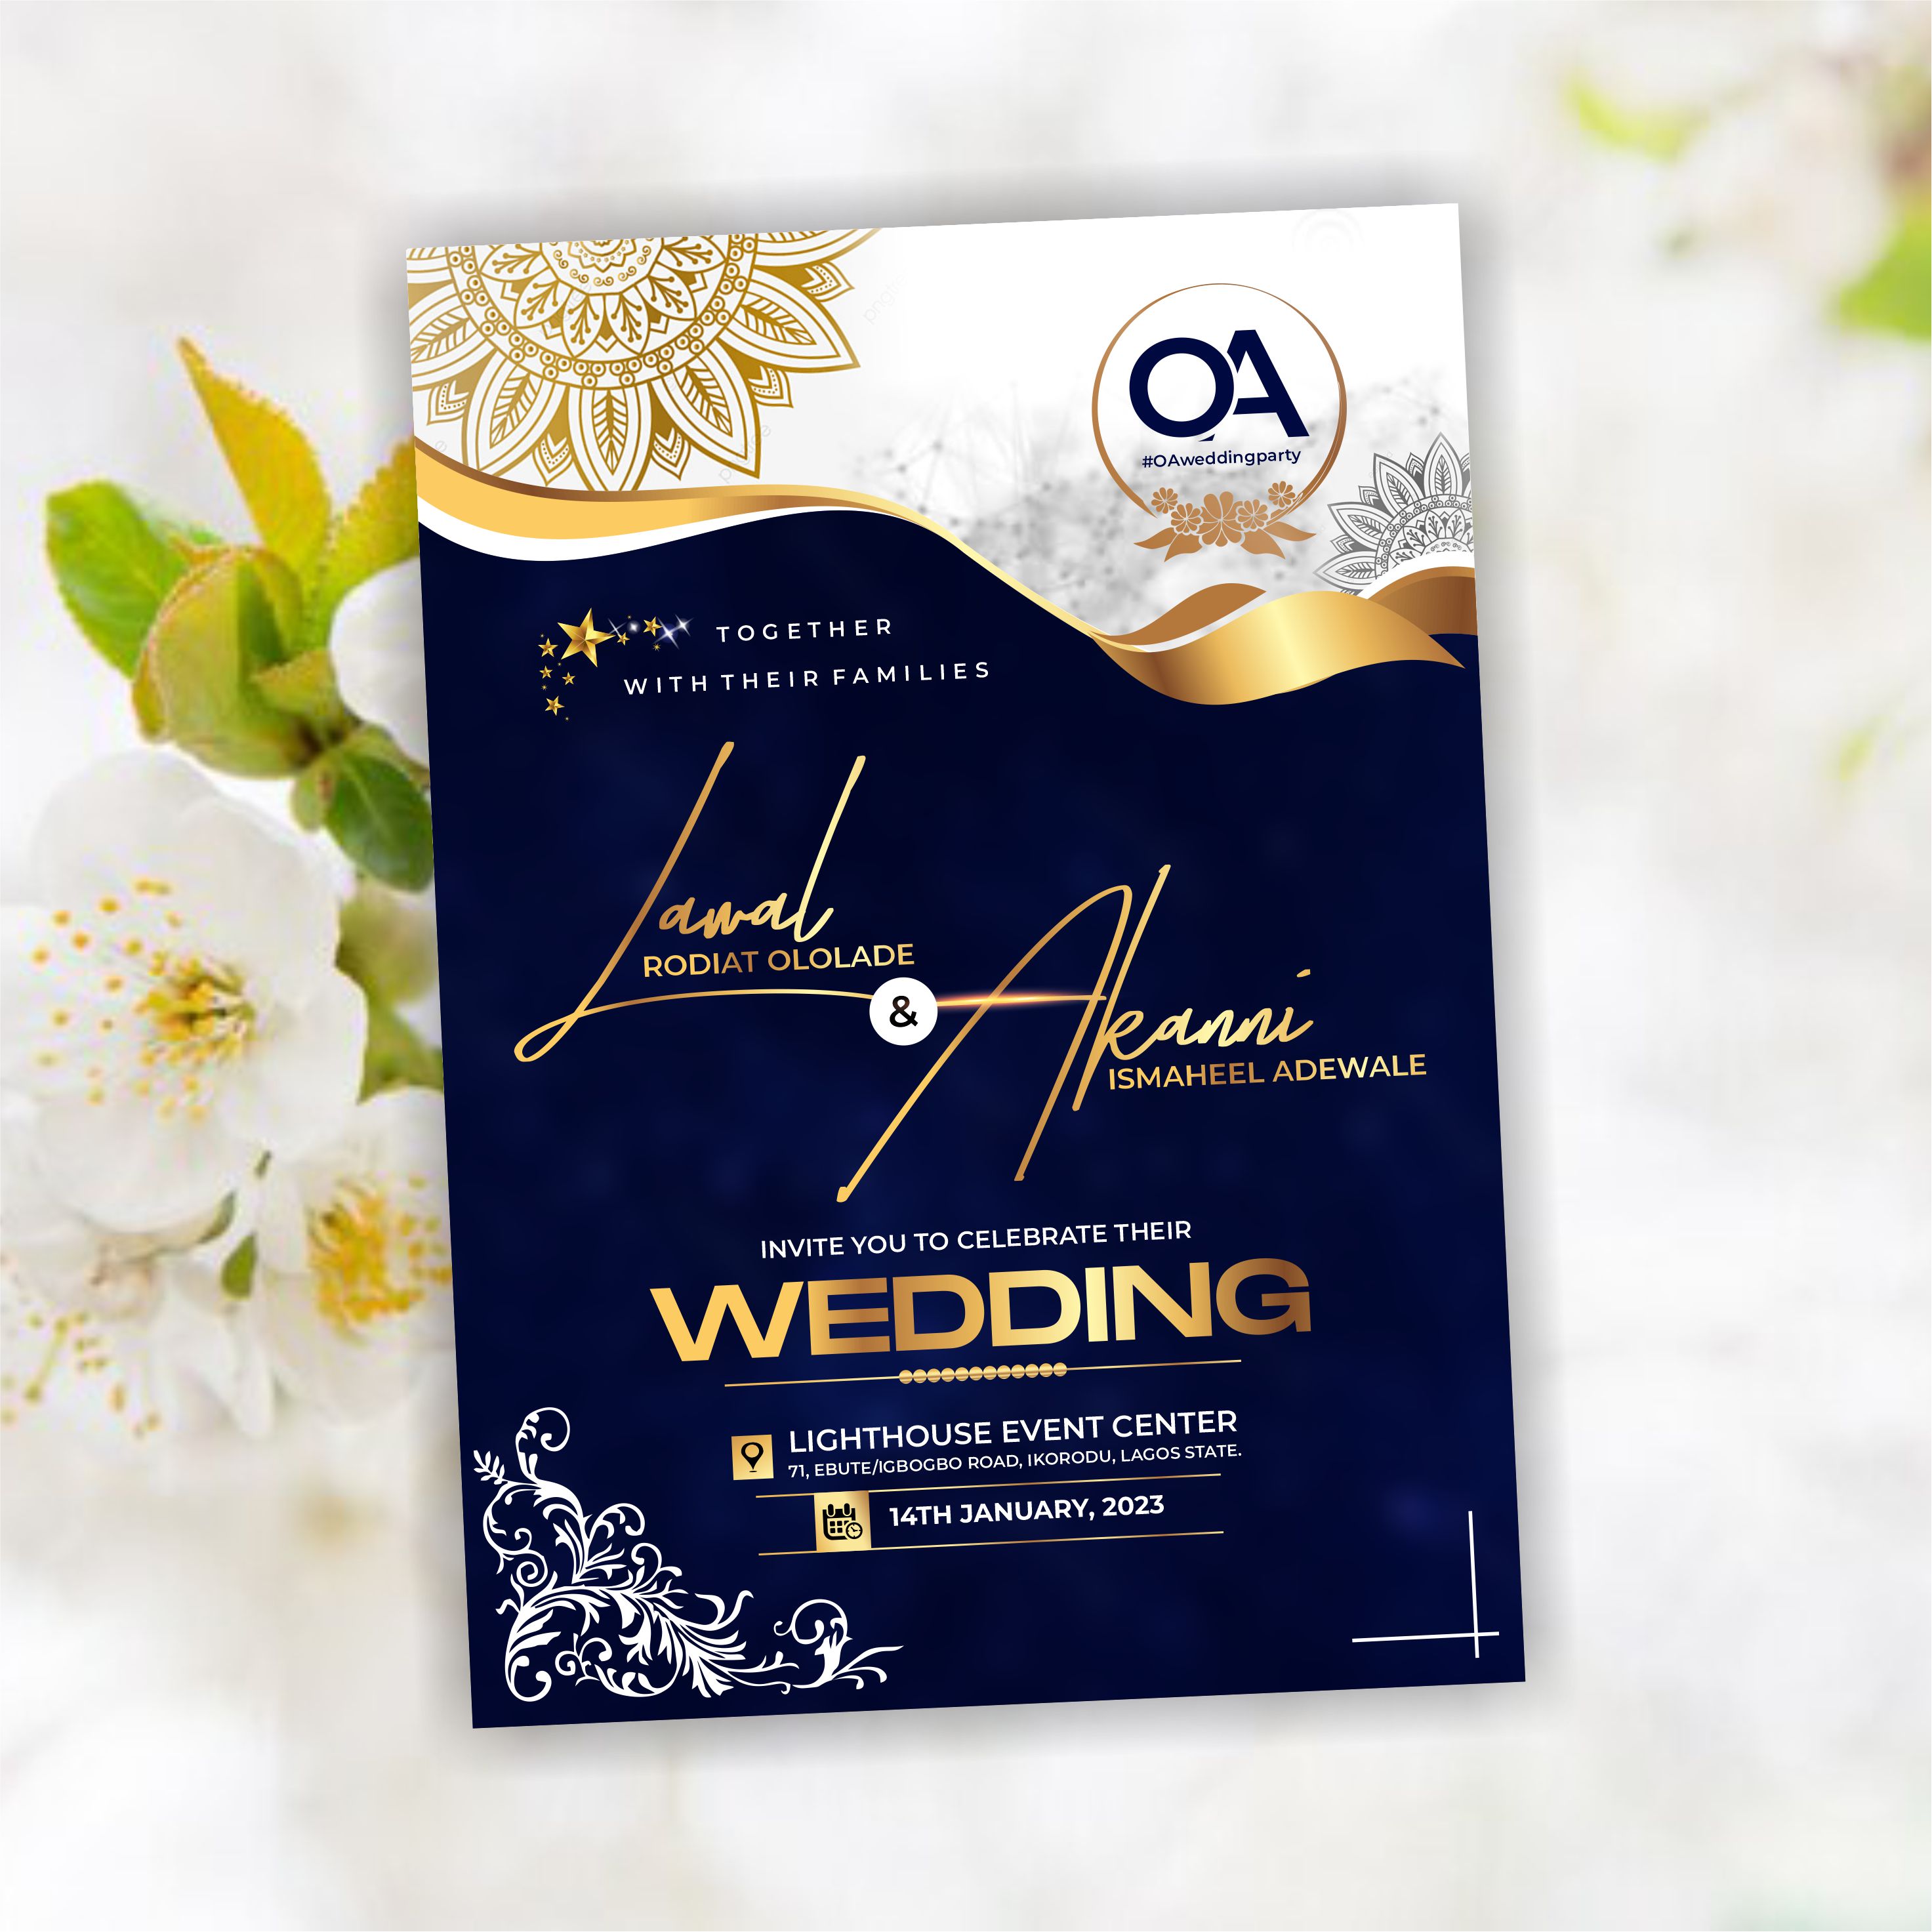 OA
#OAweddingparty
TOGETHER
WITH THEIR FAMILIES
Lawal
RODIAT OLOLADE
&
Akanni
ISMAHEEL ADEWALE
INVITE YOU TO CELEBRATE THEIR
WEDDING
LIGHTHOUSE EVENT CENTER
71, EBUTE/IGBOGBO ROAD, IKORODU, LAGOS STATE.
14TH JANUARY, 2023